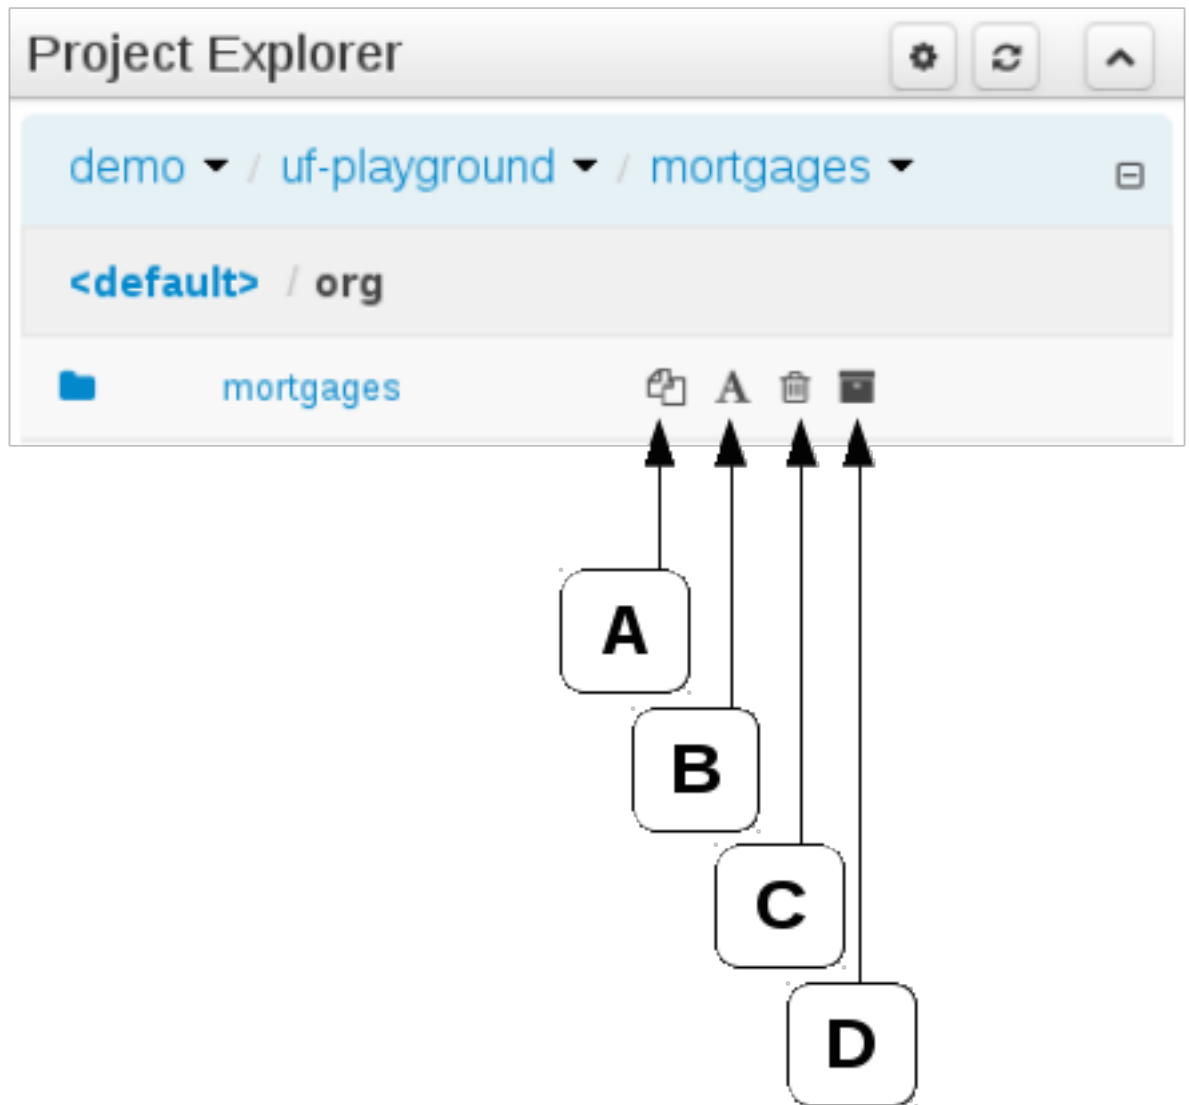 Project Explorer
demo / uf-playground / mortgages
<default> / org
mortgages A
A
B
C
D